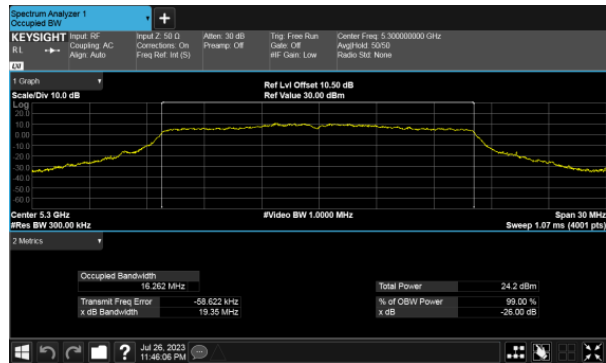 Spectrum Analyzer 1
Occupied BW
KEYSIGHT Input: RF Input Z: 50 Ω Atten: 30 dB Trig: Free Run Center Freq: 5.300000000 GHz
RL Coupling: AC Corrections: On Preamp: Off Gate: Off Avg|Hold: 50/50
Align: Auto Freq Ref: Int (S) #IF Gain: Low Radio Std: None
LXI
1 Graph
Ref Lvl Offset 10.50 dB
Scale/Div 10.0 dB Ref Value 30.00 dBm
Log
20.0
10.0
0.00
-10.0
-20.0
-30.0
-40.0
-50.0
-60.0
Center 5.3 GHz #Video BW 1.0000 MHz Span 30 MHz
#Res BW 300.00 kHz Sweep 1.07 ms (4001 pts)
2 Metrics
Occupied Bandwidth
16.262 MHz Total Power 24.2 dBm
Transmit Freq Error -58.622 kHz % of OBW Power 99.00 %
x dB Bandwidth 19.35 MHz x dB -26.00 dB
Jul 26, 2023
11:46:06 PM